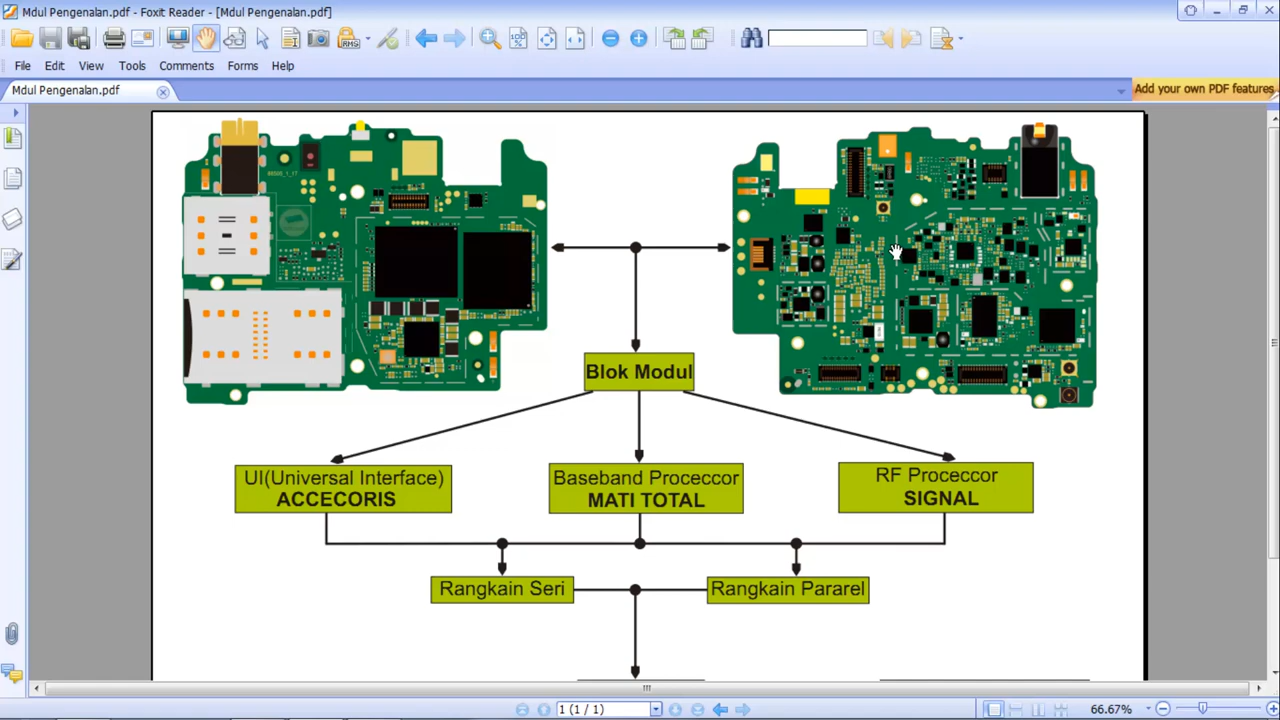 Mdul Pengenalan.pdf - Foxit Reader - [Mdul Pengenalan.pdf]
RMS
100%
File Edit View Tools Comments Forms Help
Mdul Pengenalan.pdf
Add your own PDF features
Blok Modul
UI(Universal Interface)
ACCECORIS
Baseband Proceccor
MATI TOTAL
RF Proceccor
SIGNAL
Rangkain Seri
Rangkain Pararel
1 (1 / 1)
66.67%